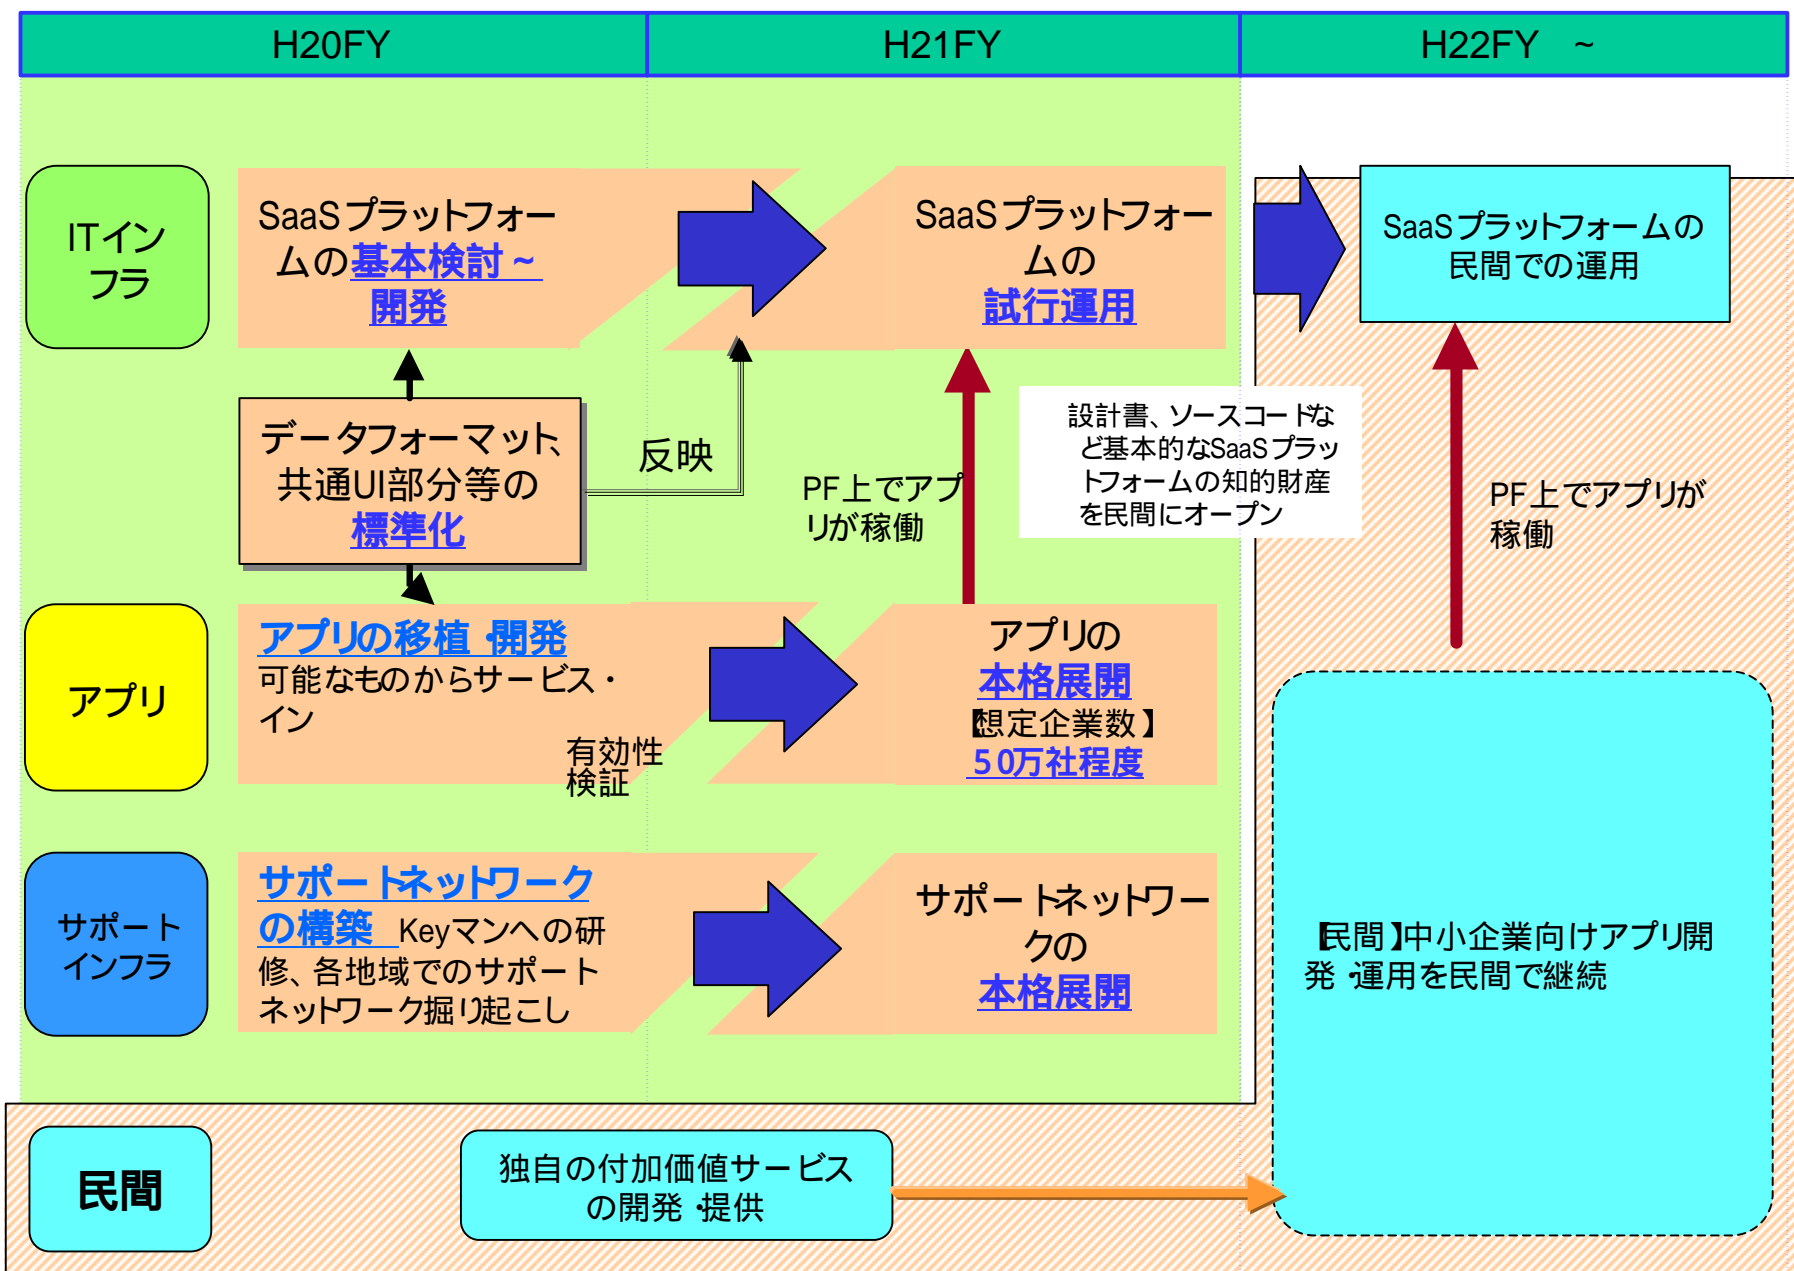 H20FY
H21FY
H22FY ~
ITイン
フラ
SaaSプラットフォー
ムの基本検討~
開発
SaaSプラットフォー
ムの
試行運用
SaaSプラットフォームの
民間での運用
データフォーマット、
共通UI部分等の
標準化
反映
PF上でアプ
リが稼働
設計書、ソースコードな
ど基本的なSaaSプラッ
トフォームの知的財産
を民間にオープン
PF上でアプリが
稼働
アプリ
アプリの移植・開発
可能なものからサービス・
イン
有効性
検証
アプリの
本格展開
【想定企業数】
50万社程度
サポート
インフラ
サポートネットワーク
の構築 Keyマンへの研
修、各地域でのサポート
ネットワーク掘り起こし
サポートネットワー
クの
本格展開
【民間】中小企業向けアプリ開
発・運用を民間で継続
民間
独自の付加価値サービス
の開発・提供